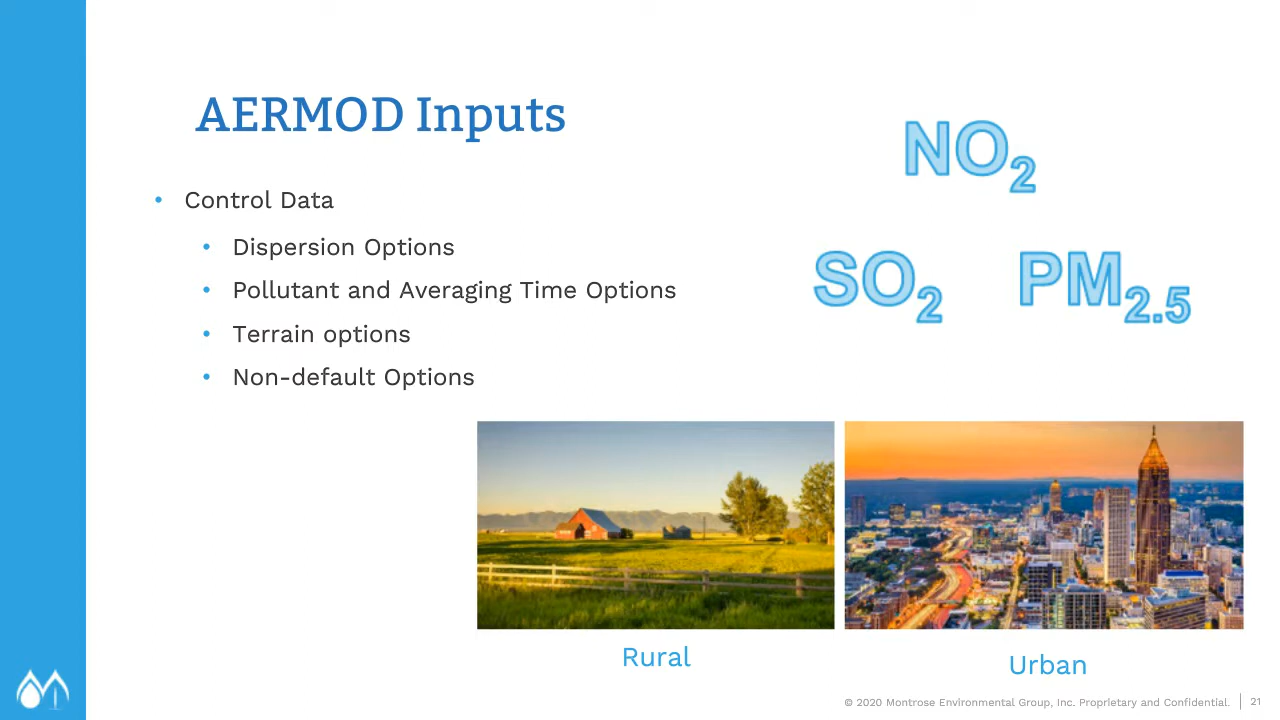 AERMOD Inputs
• Control Data
• Dispersion Options
• Pollutant and Averaging Time Options
• Terrain options
• Non-default Options
NO₂
SO₂ PM₂.₅
Rural
Urban
© 2020 Montrose Environmental Group, Inc. Proprietary and Confidential. 21